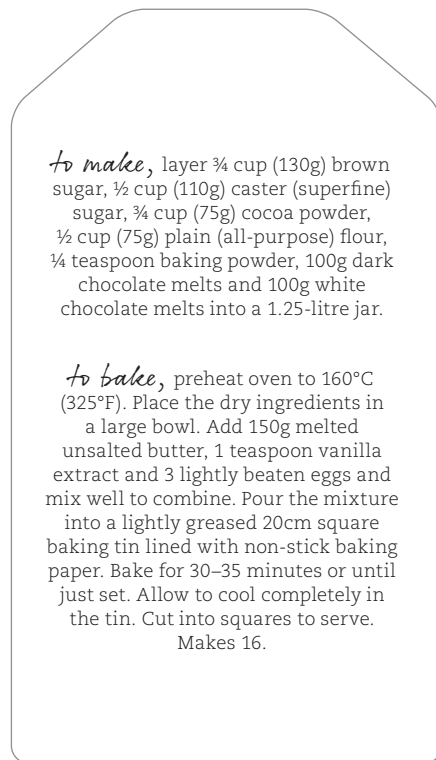 to make, layer ¾ cup (130g) brown
sugar, ½ cup (110g) caster (superfine)
sugar, ¾ cup (75g) cocoa powder,
½ cup (75g) plain (all-purpose) flour,
¼ teaspoon baking powder, 100g dark
chocolate melts and 100g white
chocolate melts into a 1.25-litre jar.
to bake, preheat oven to 160°C
(325°F). Place the dry ingredients in
a large bowl. Add 150g melted
unsalted butter, 1 teaspoon vanilla
extract and 3 lightly beaten eggs and
mix well to combine. Pour the mixture
into a lightly greased 20cm square
baking tin lined with non-stick baking
paper. Bake for 30–35 minutes or until
just set. Allow to cool completely in
the tin. Cut into squares to serve.
Makes 16.